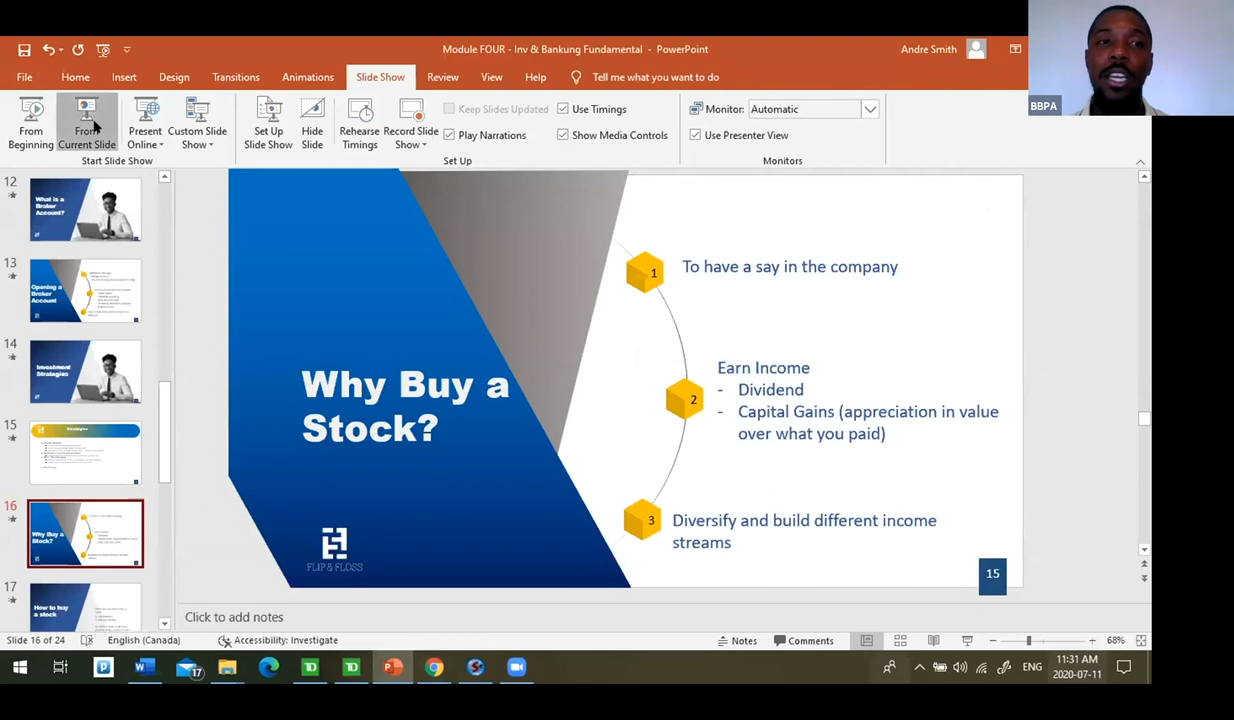 Module FOUR - Inv & Bankung Fundamental - PowerPoint
Andre Smith
File Home Insert Design Transitions Animations Slide Show Review View Help Tell me what you want to do
BBPA
From Beginning
From Current Slide
Present Online
Custom Slide Show
Start Slide Show
Set Up Slide Show
Hide Slide
Rehearse Timings
Record Slide Show
Keep Slides Updated
Use Timings
Play Narrations
Show Media Controls
Set Up
Monitor: Automatic
Use Presenter View
Monitors
12
What is a
Broker
Account?
13
Opening a
Broker
Account
14
Investment
Strategies
15
Strategies
16
Why Buy a
Stock?
17
How to buy
a stock
Why Buy a
Stock?
FLIP & FLOSS
1
To have a say in the company
2
Earn Income
- Dividend
- Capital Gains (appreciation in value
over what you paid)
3
Diversify and build different income
streams
15
Click to add notes
Slide 16 of 24 English (Canada) Accessibility: Investigate Notes Comments 68%
17
ENG
11:31 AM
2020-07-11